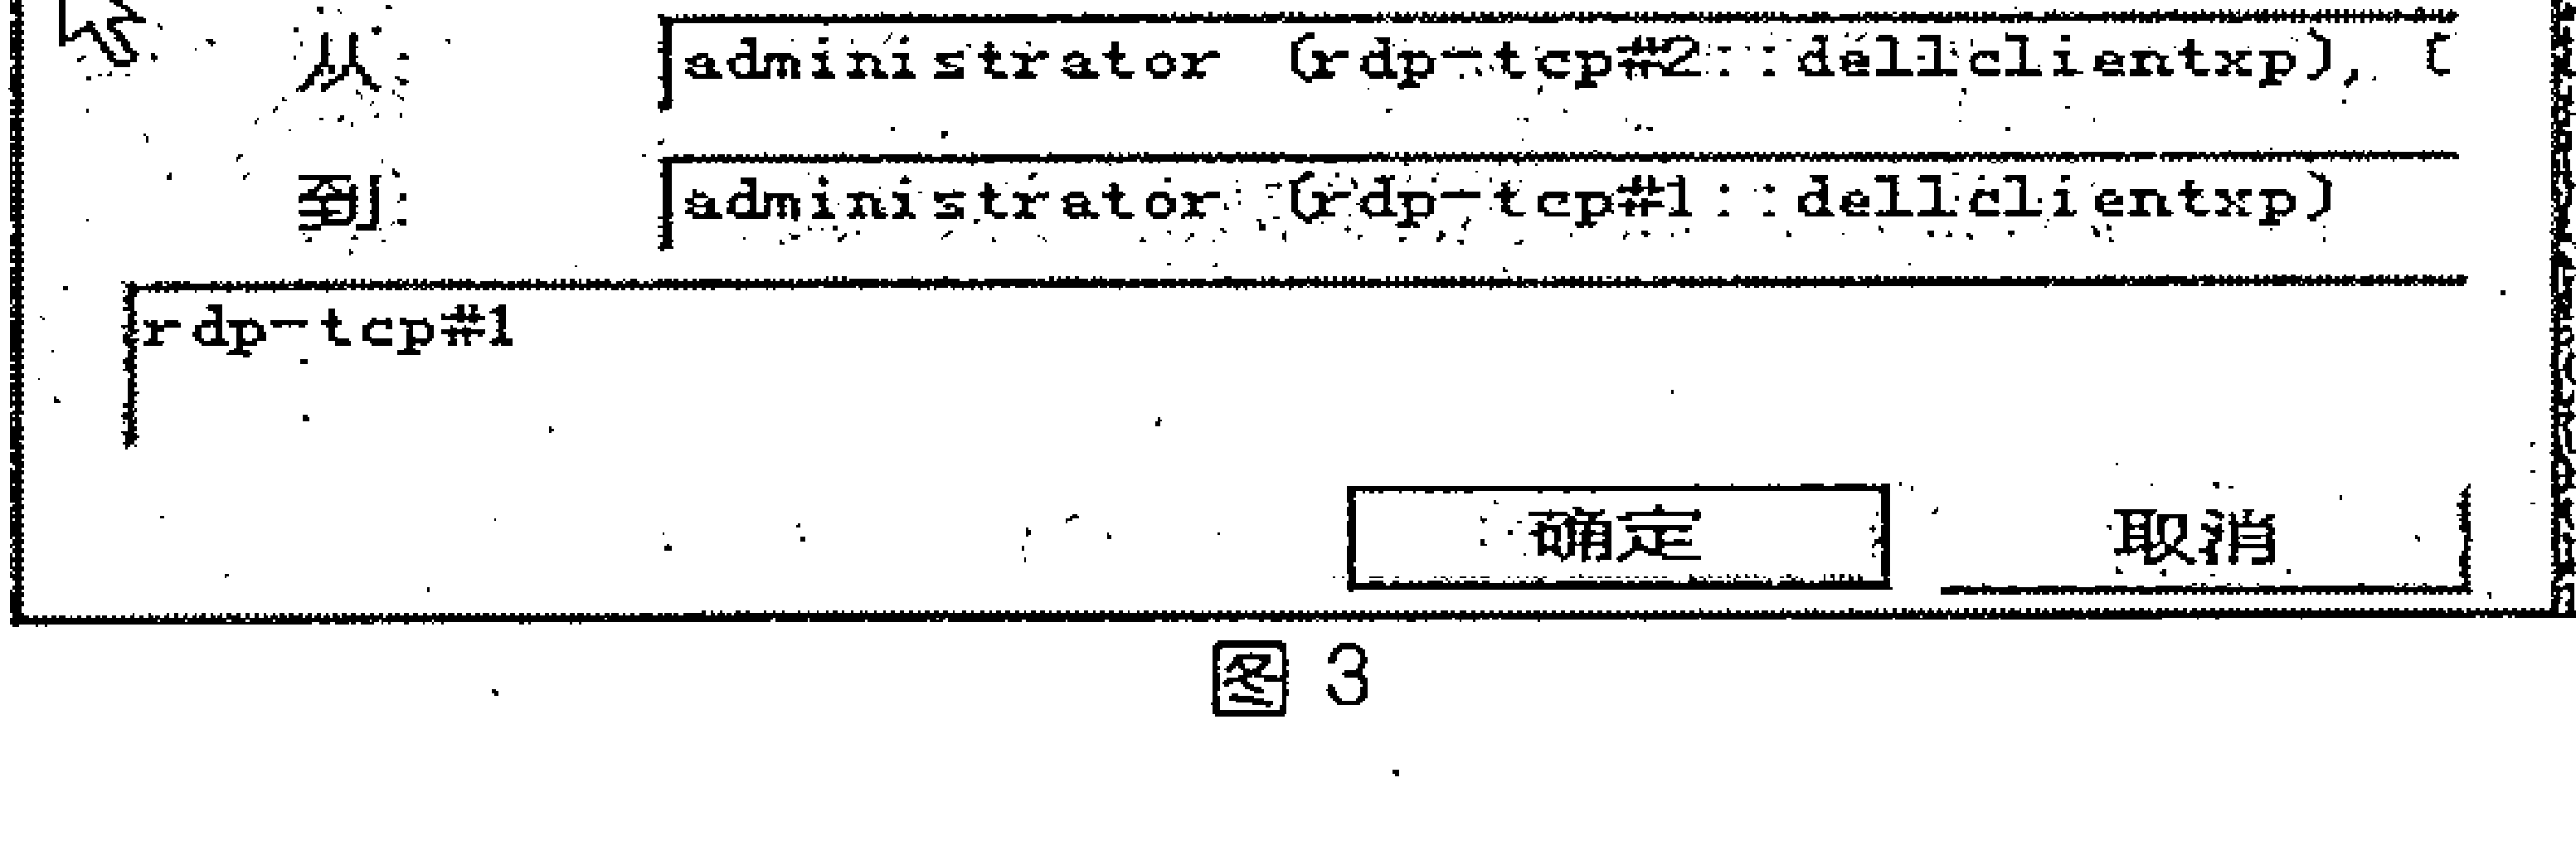 从: administrator (rdp-tcp#2::dellclientxp), (
到: administrator (rdp-tcp#1::dellclientxp)
rdp-tcp#1
确定 取消
图 3